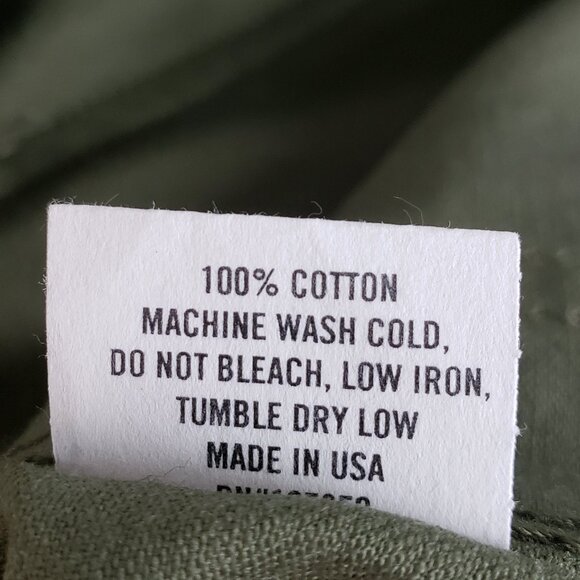 100% COTTON
MACHINE WASH COLD,
DO NOT BLEACH, LOW IRON,
TUMBLE DRY LOW
MADE IN USA